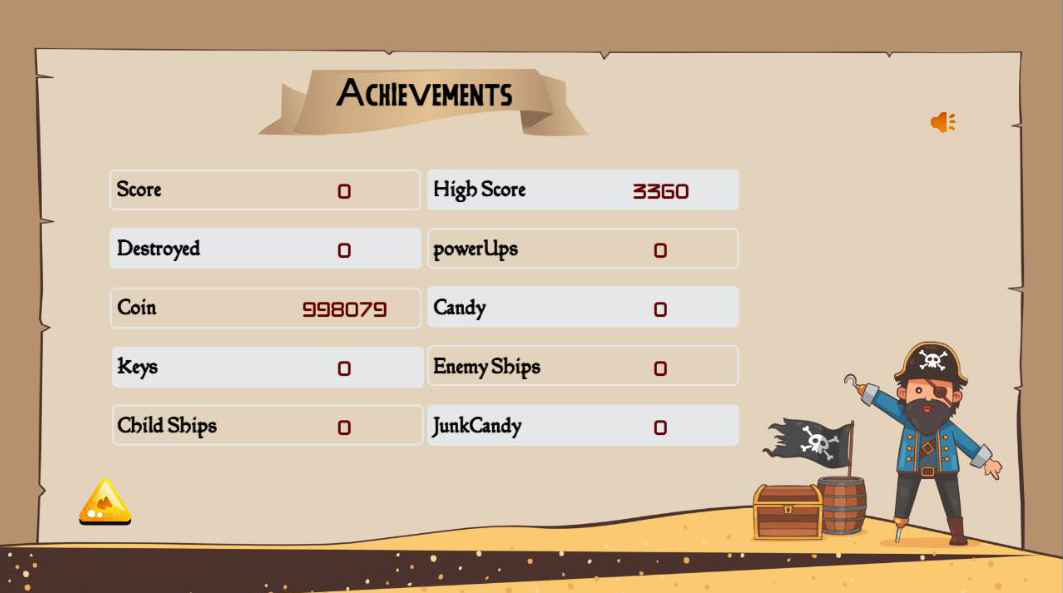 Achievements
Score 0 High Score 3360
Destroyed 0 powerUps 0
Coin 998079 Candy 0
keys 0 Enemy Ships 0
Child Ships 0 JunkCandy 0